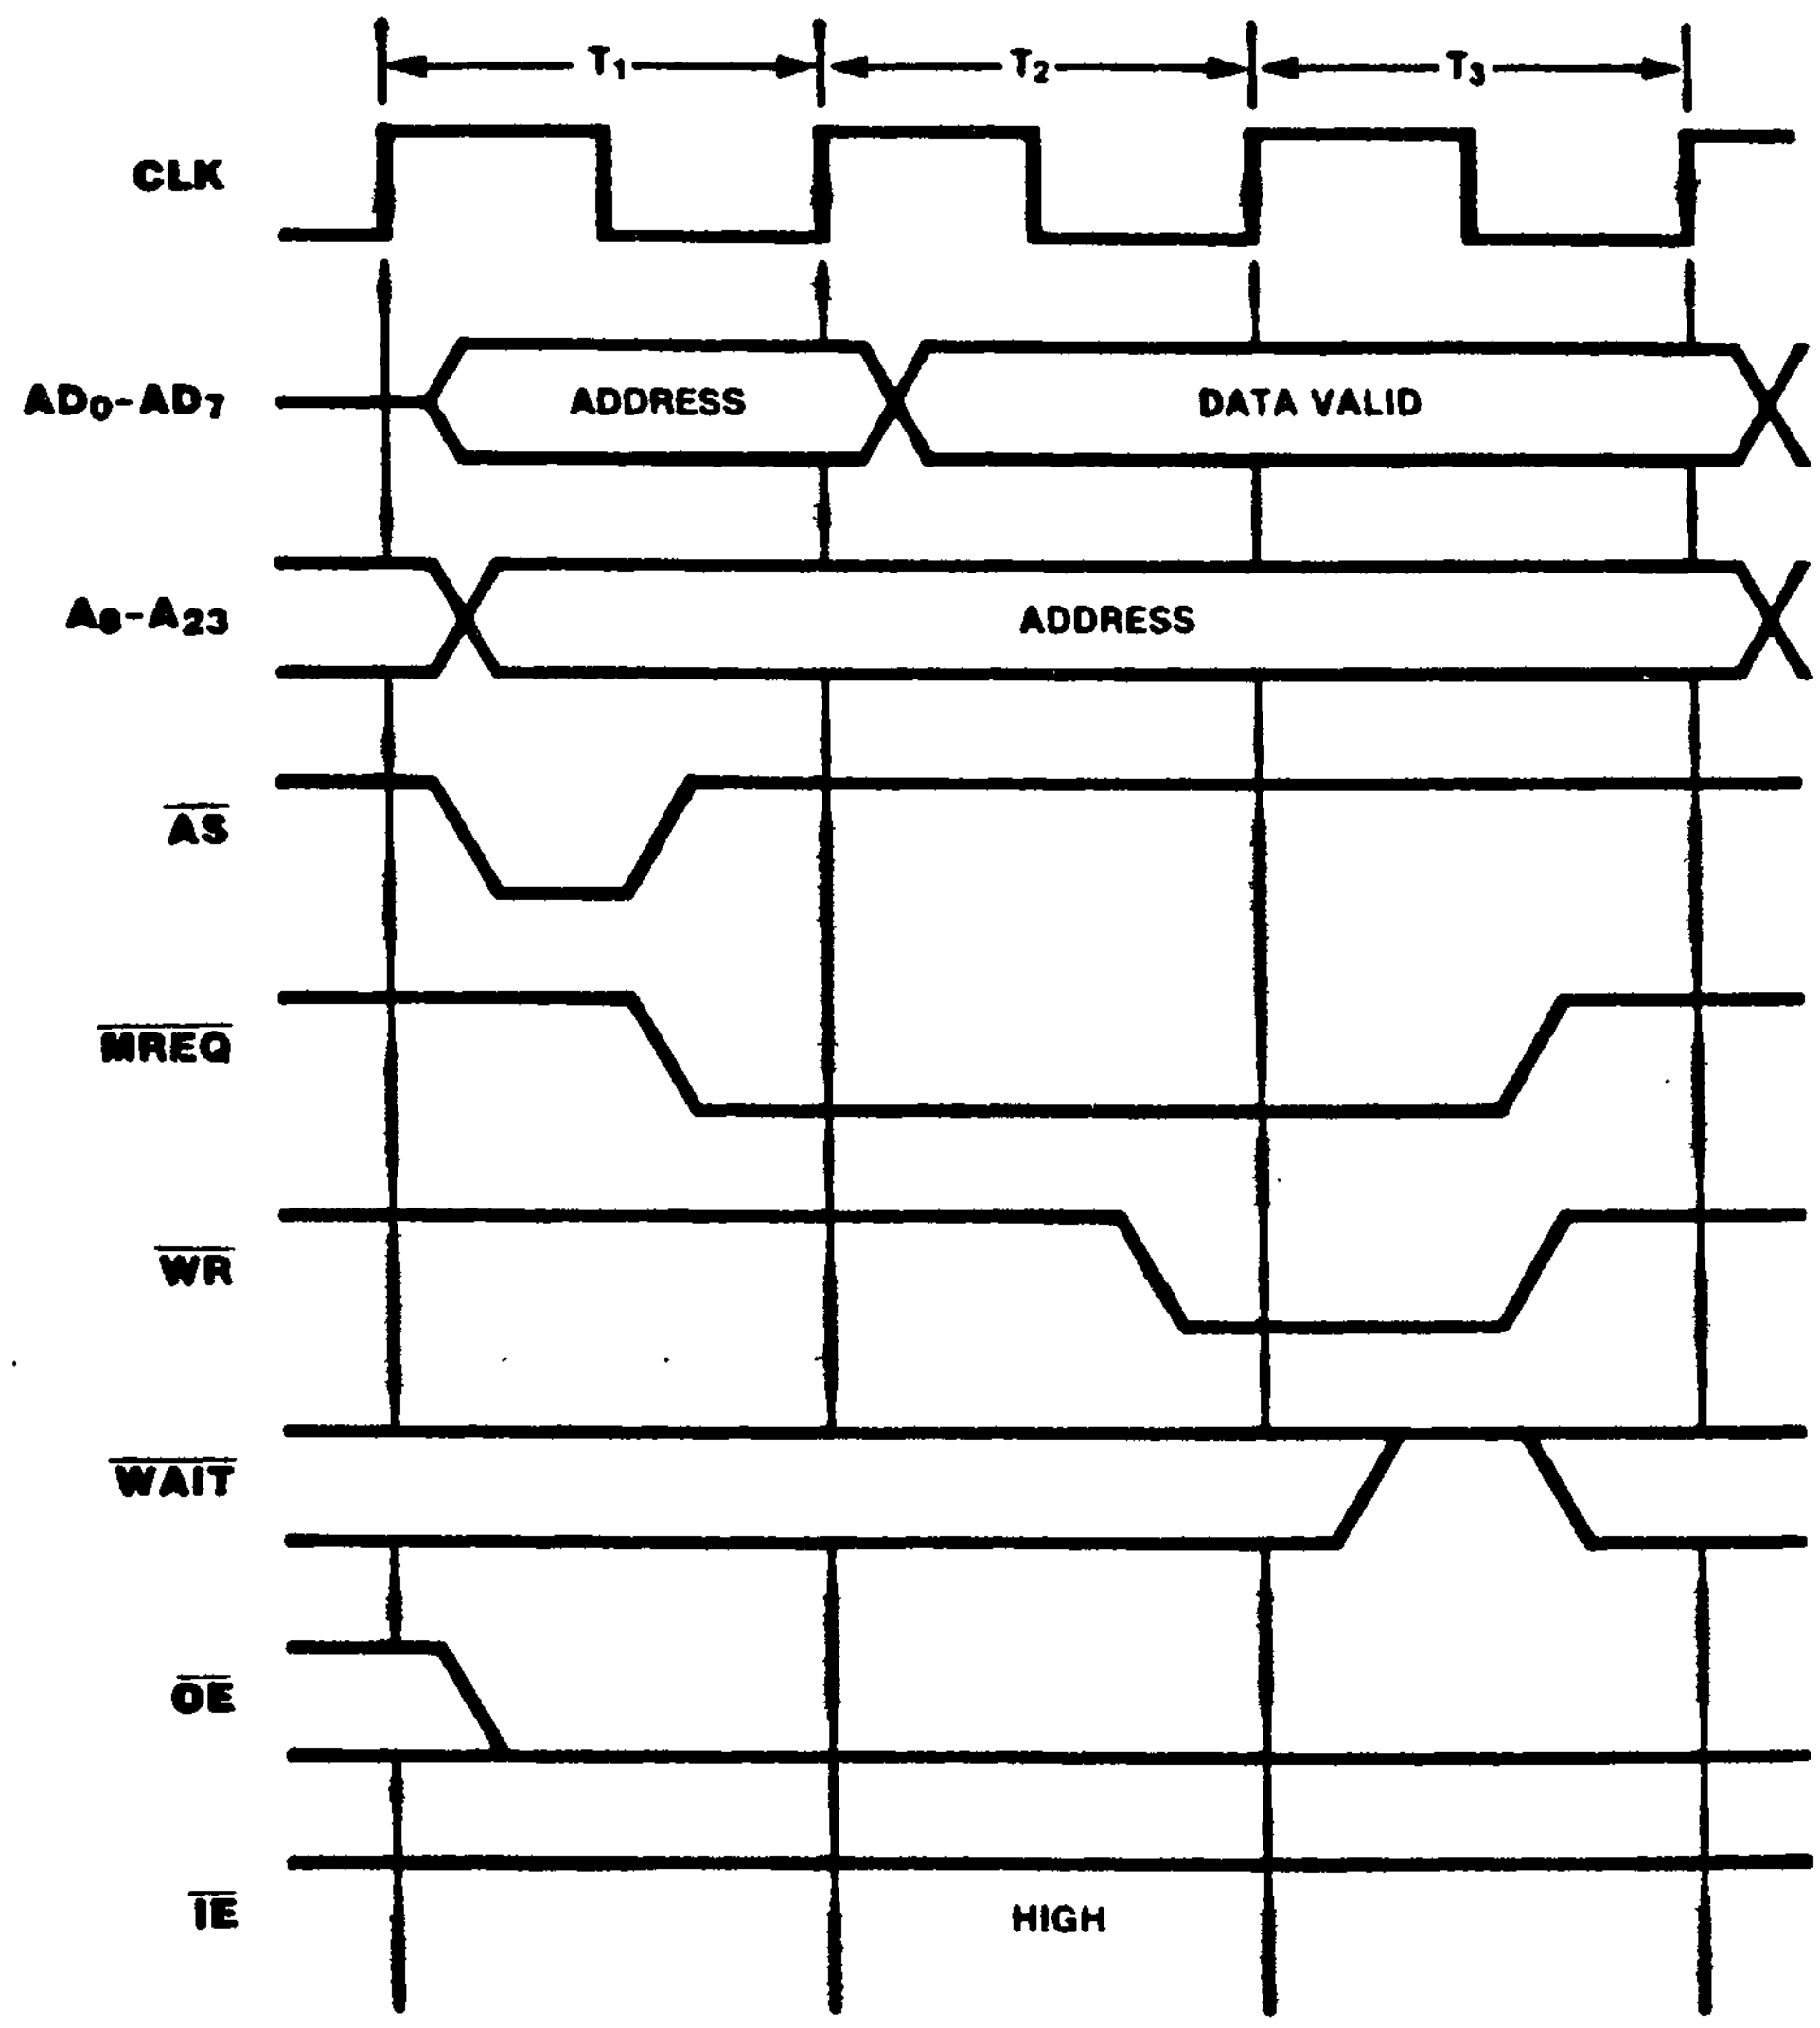 T1 T2 T3
CLK
AD0-AD7 ADDRESS DATA VALID
A8-A23 ADDRESS
AS
MREQ
WR
WAIT
OE
IE HIGH